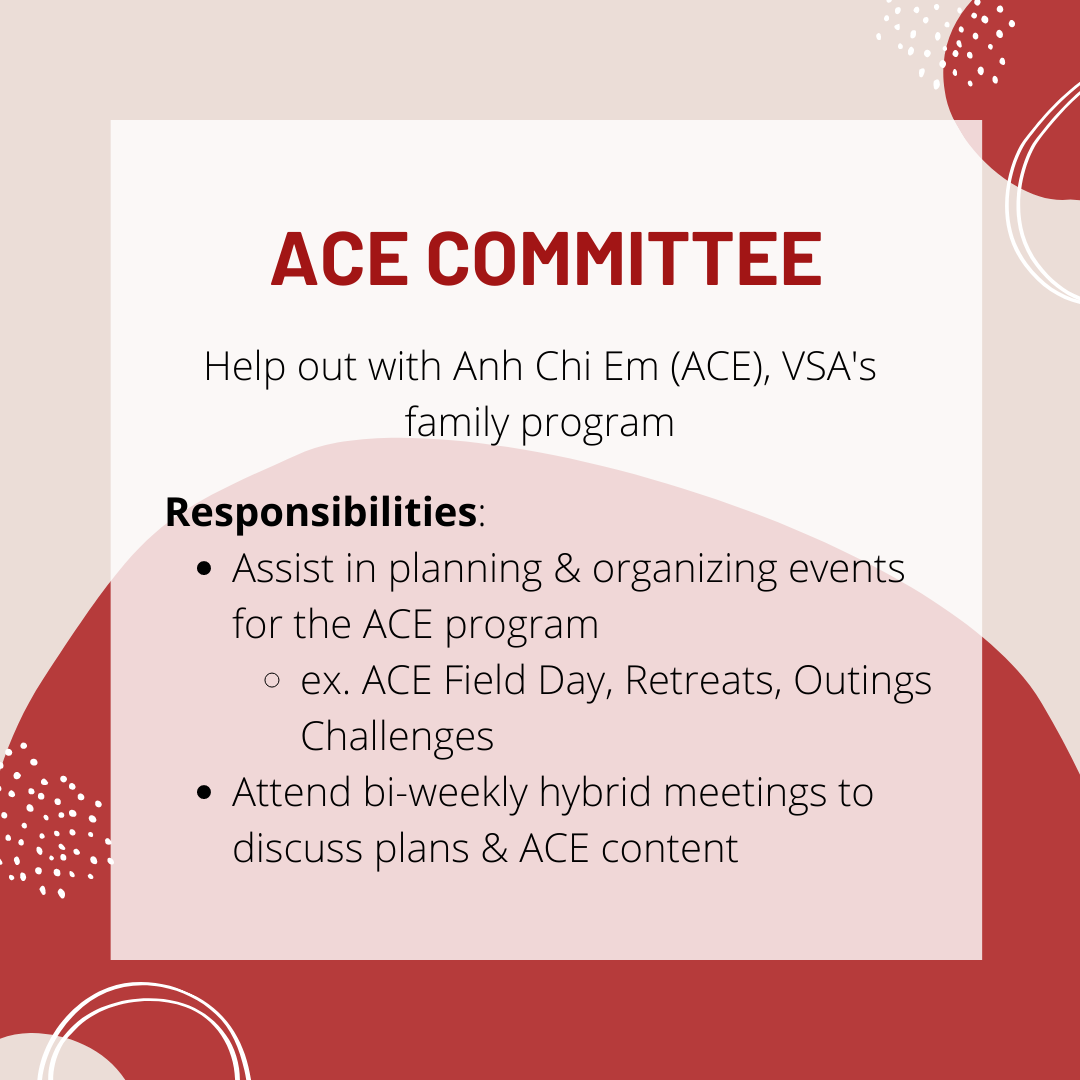 ACE COMMITTEE
Help out with Anh Chi Em (ACE), VSA's
family program
Responsibilities:
• Assist in planning & organizing events
for the ACE program
○ ex. ACE Field Day, Retreats, Outings
Challenges
• Attend bi-weekly hybrid meetings to
discuss plans & ACE content